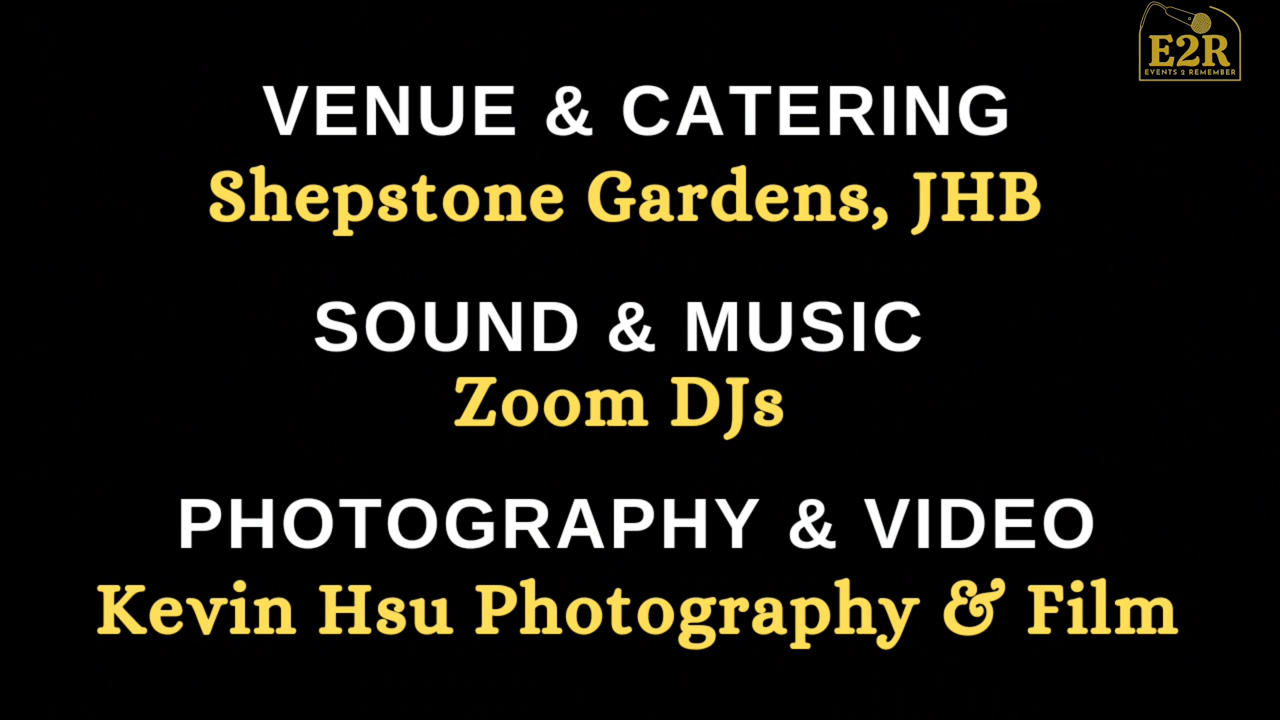 E2R
EVENTS 2 REMEMBER
VENUE & CATERING
Shepstone Gardens, JHB
SOUND & MUSIC
Zoom DJs
PHOTOGRAPHY & VIDEO
Kevin Hsu Photography & Film